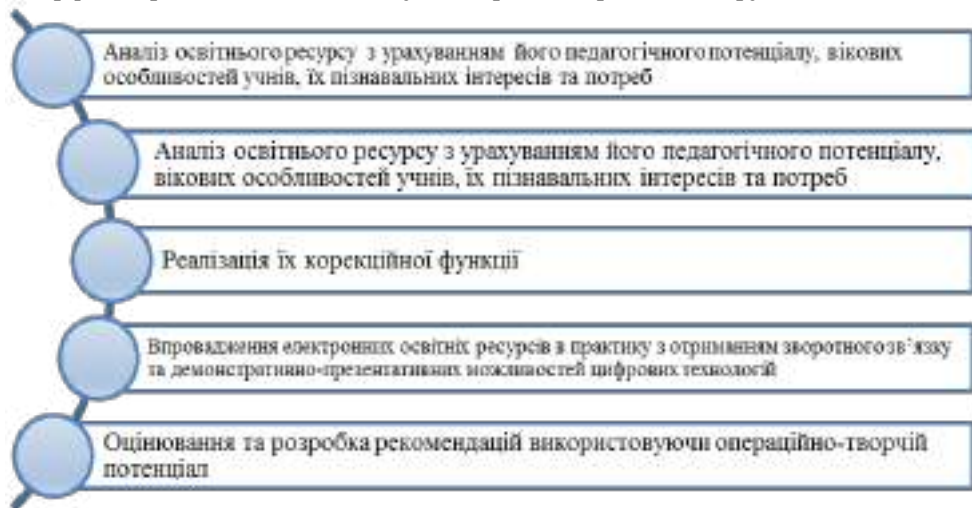 Аналіз освітнього ресурсу з урахуванням його педагогічного потенціалу, вікових
особливостей учнів, їх пізнавальних інтересів та потреб
Аналіз освітнього ресурсу з урахуванням його педагогічного потенціалу,
вікових особливостей учнів, їх пізнавальних інтересів та потреб
Реалізація їх корекційної функції
Впровадження електронних освітніх ресурсів в практику з отриманням зворотного зв’язку
та демонстративно-презентативних можливостей цифрових технологій
Оцінювання та розробка рекомендацій використовуючи операційно-творчій
потенціал